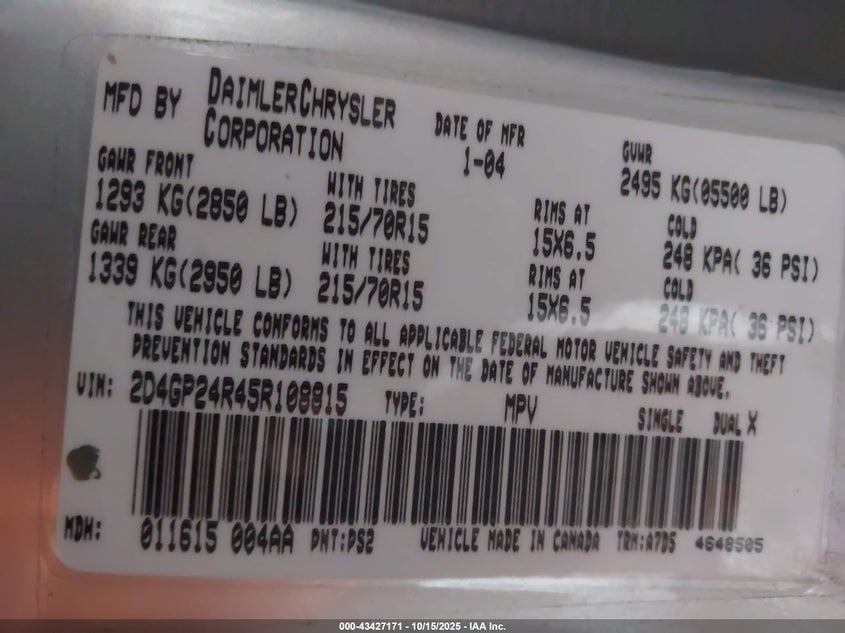 MFD BY DAIMLERCHRYSLER CORPORATION
DATE OF MFR 1-04
GVWR 2495 KG(05500 LB)
GAWR FRONT WITH TIRES RIMS AT COLD
1293 KG(2850 LB) 215/70R15 15X6.5 248 KPA( 36 PSI)
GAWR REAR WITH TIRES RIMS AT COLD
1339 KG(2950 LB) 215/70R15 15X6.5 248 KPA( 36 PSI)
THIS VEHICLE CONFORMS TO ALL APPLICABLE FEDERAL MOTOR VEHICLE SAFETY AND THEFT
PREVENTION STANDARDS IN EFFECT ON THE DATE OF MANUFACTURE SHOWN ABOVE.
VIN: 2D4GP24R45R108815 TYPE: MPV SINGLE DUAL X
MDH: 011615 004AA PNT:PS2 VEHICLE MADE IN CANADA TRM:A7D5 4648505
000-43427171 - 10/15/2025 - IAA Inc.